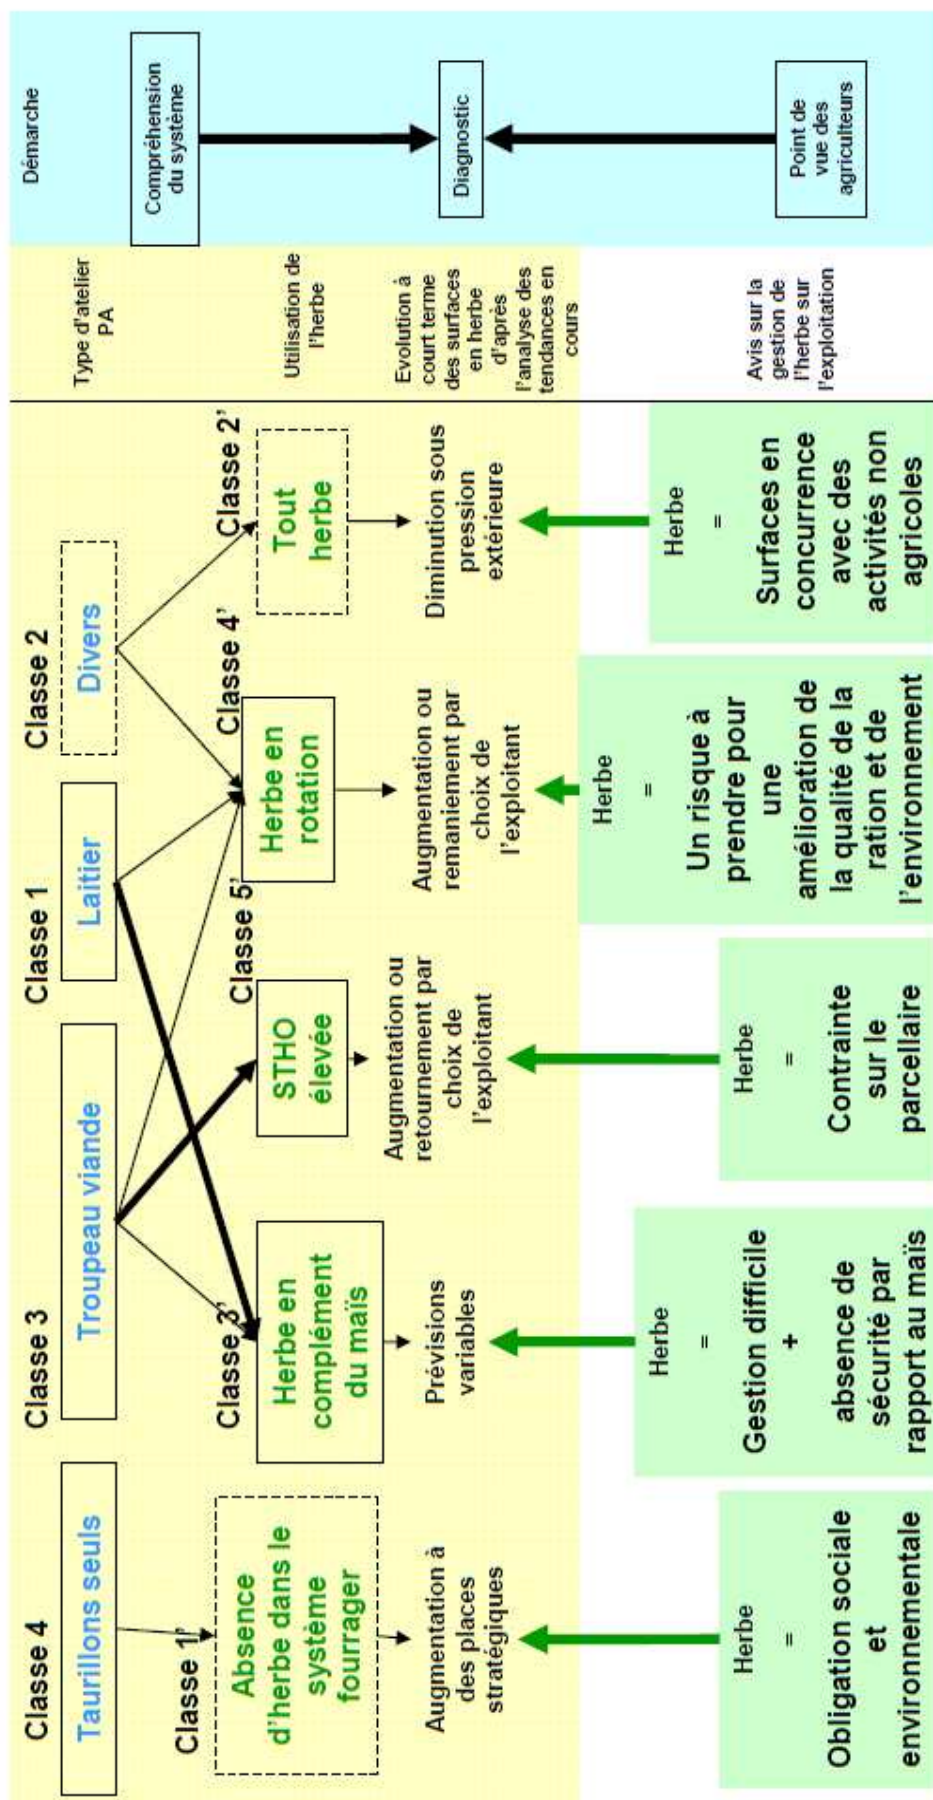 Classe 4
Classe 3
Classe 1
Classe 2
Démarche
Taurillons seuls
Troupeau viande
Laitier
Divers
Type d'atelier
PA
Compréhension
du système
Classe 1'
Classe 3'
Classe 5'
Classe 4'
Classe 2'
Absence
d'herbe dans le
système
fourrager
Herbe en
complément
du maïs
STHO
élevée
Herbe en
rotation
Tout
herbe
Utilisation de
l'herbe
Augmentation à
des places
stratégiques
Prévisions
variables
Augmentation ou
retournement par
choix de
l'exploitant
Augmentation ou
remaniement par
choix de
l'exploitant
Diminution sous
pression
extérieure
Evolution à
court terme
des surfaces
en herbe
d'après
l'analyse des
tendances en
cours
Diagnostic
Herbe
=
Obligation sociale
et
environnementale
Herbe
=
Gestion difficile
+
absence de
sécurité par
rapport au maïs
Herbe
=
Contrainte
sur le
parcellaire
Herbe
=
Un risque à
prendre pour
une
amélioration de
la qualité de la
ration et de
l'environnement
Herbe
=
Surfaces en
concurrence
avec des
activités non
agricoles
Avis sur la
gestion de
l'herbe sur
l'exploitation
Point de
vue des
agriculteurs